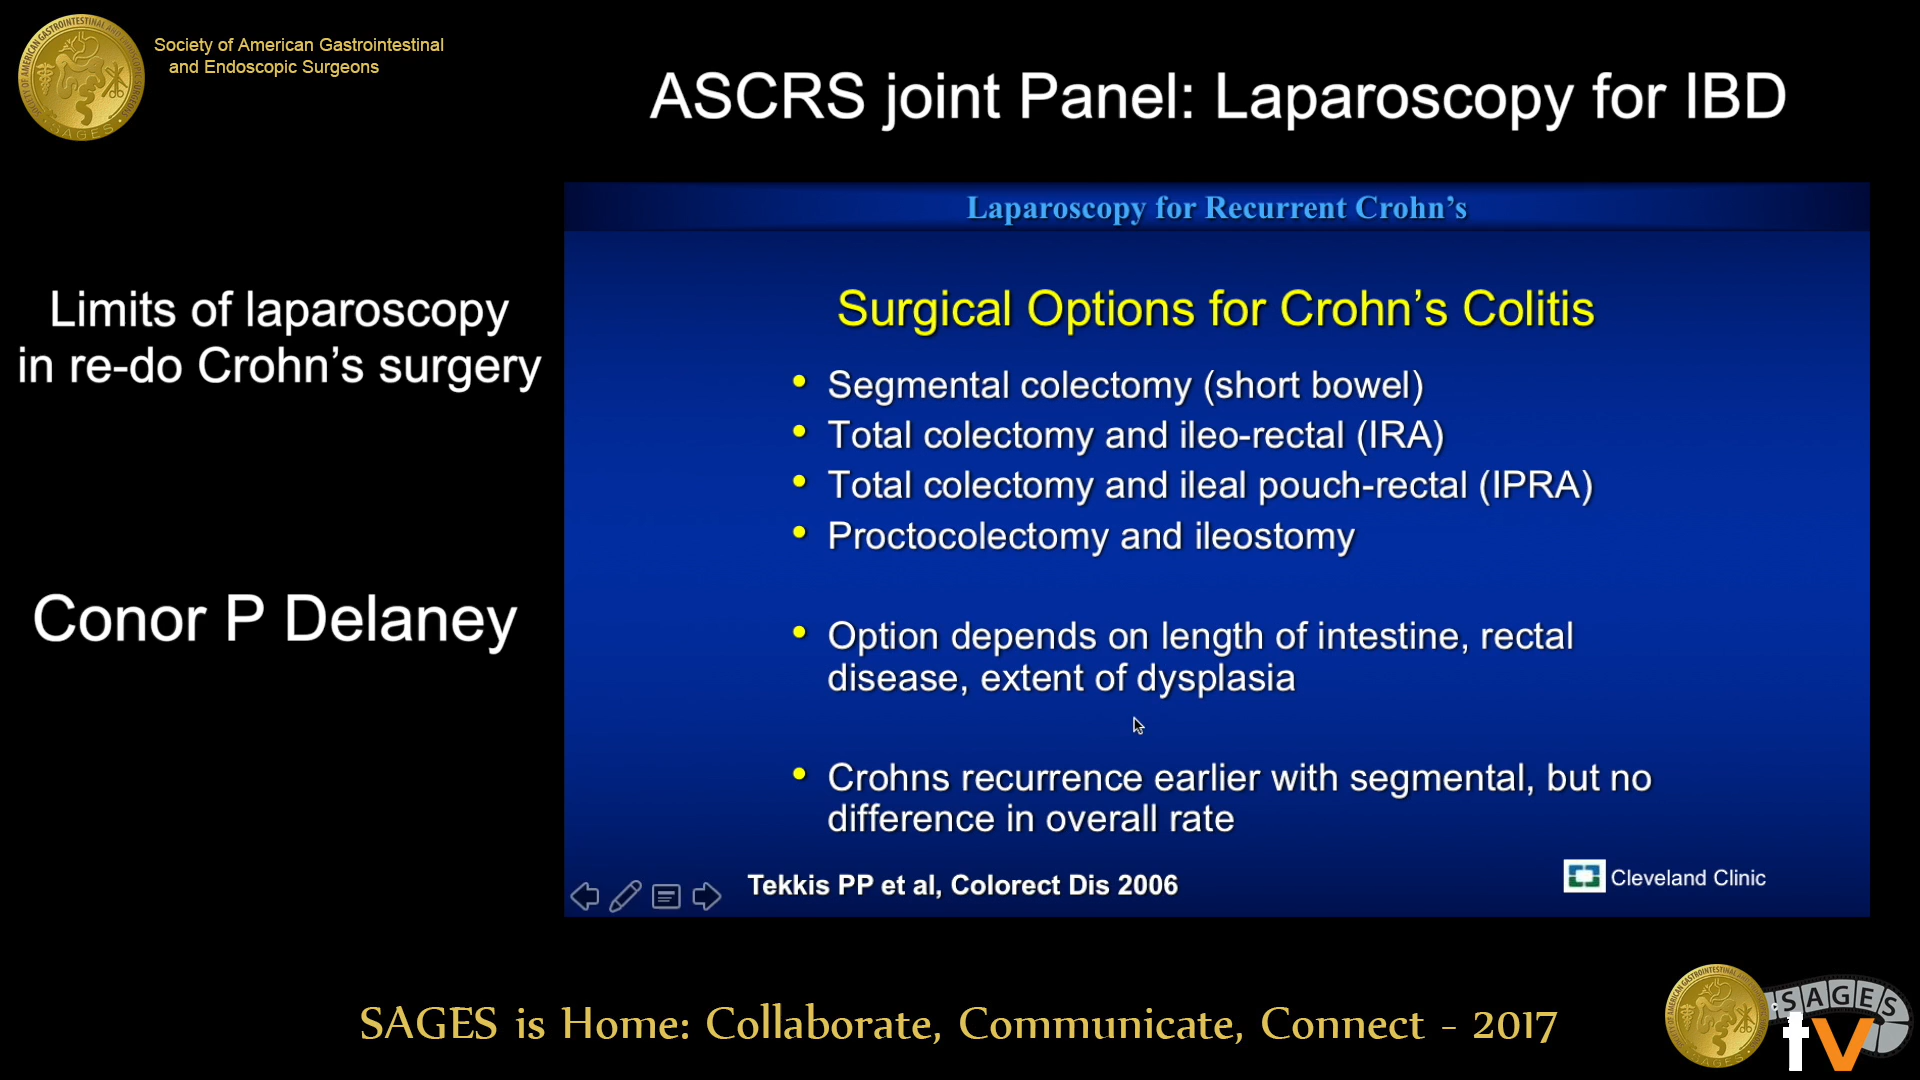 Society of American Gastrointestinal
and Endoscopic Surgeons
ASCRS joint Panel: Laparoscopy for IBD
Limits of laparoscopy
in re-do Crohn’s surgery
Conor P Delaney
Laparoscopy for Recurrent Crohn’s
Surgical Options for Crohn’s Colitis
• Segmental colectomy (short bowel)
• Total colectomy and ileo-rectal (IRA)
• Total colectomy and ileal pouch-rectal (IPRA)
• Proctocolectomy and ileostomy
• Option depends on length of intestine, rectal
disease, extent of dysplasia
• Crohns recurrence earlier with segmental, but no
difference in overall rate
Tekkis PP et al, Colorect Dis 2006
Cleveland Clinic
SAGES is Home: Collaborate, Communicate, Connect - 2017
SAGES
tv